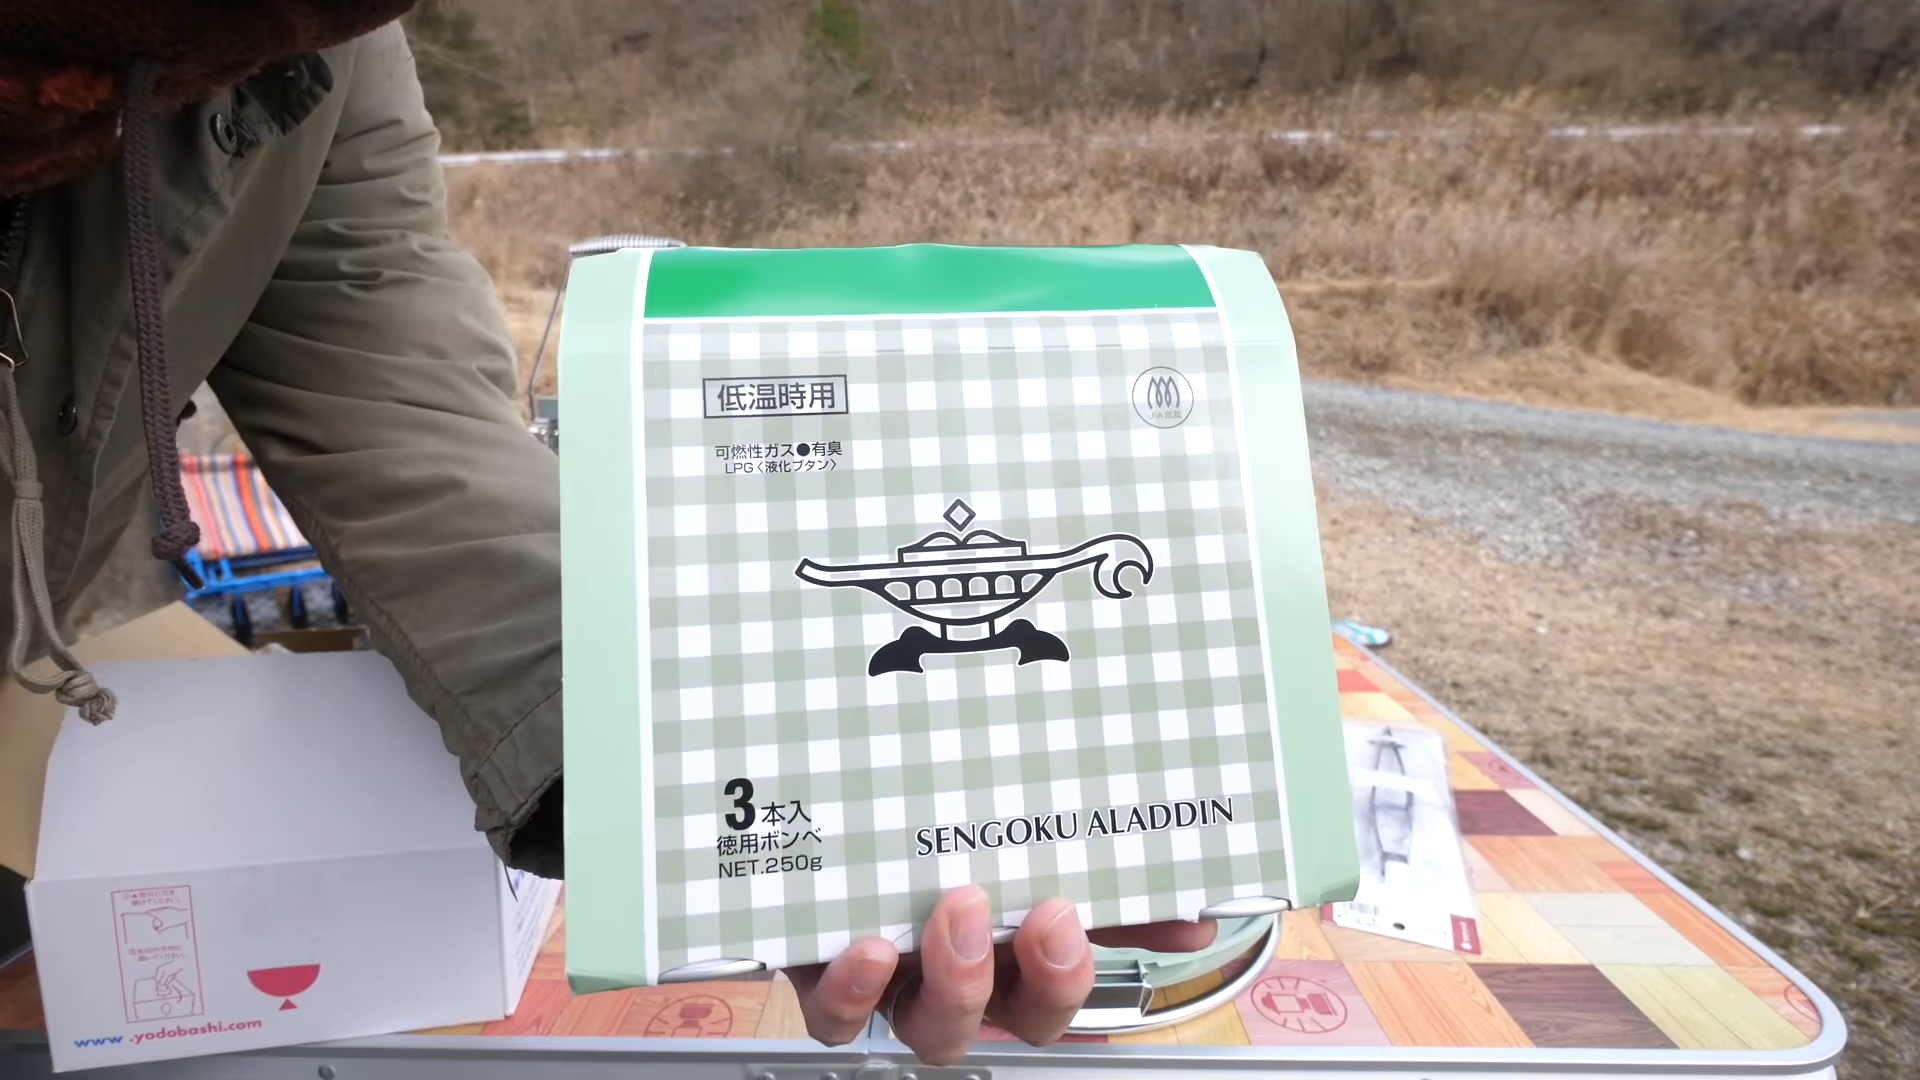 低温時用
可燃性ガス●有臭
LPG〈液化ブタン〉
3本入
徳用ボンベ
NET.250g
SENGOKU ALADDIN
www.yodobashi.com